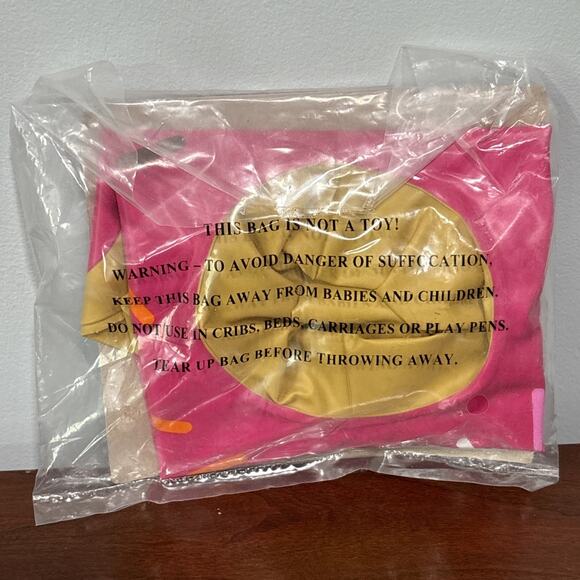 THIS BAG IS NOT A TOY!
WARNING – TO AVOID DANGER OF SUFFOCATION,
KEEP THIS BAG AWAY FROM BABIES AND CHILDREN.
DO NOT USE IN CRIBS, BEDS, CARRIAGES OR PLAY PENS.
TEAR UP BAG BEFORE THROWING AWAY.